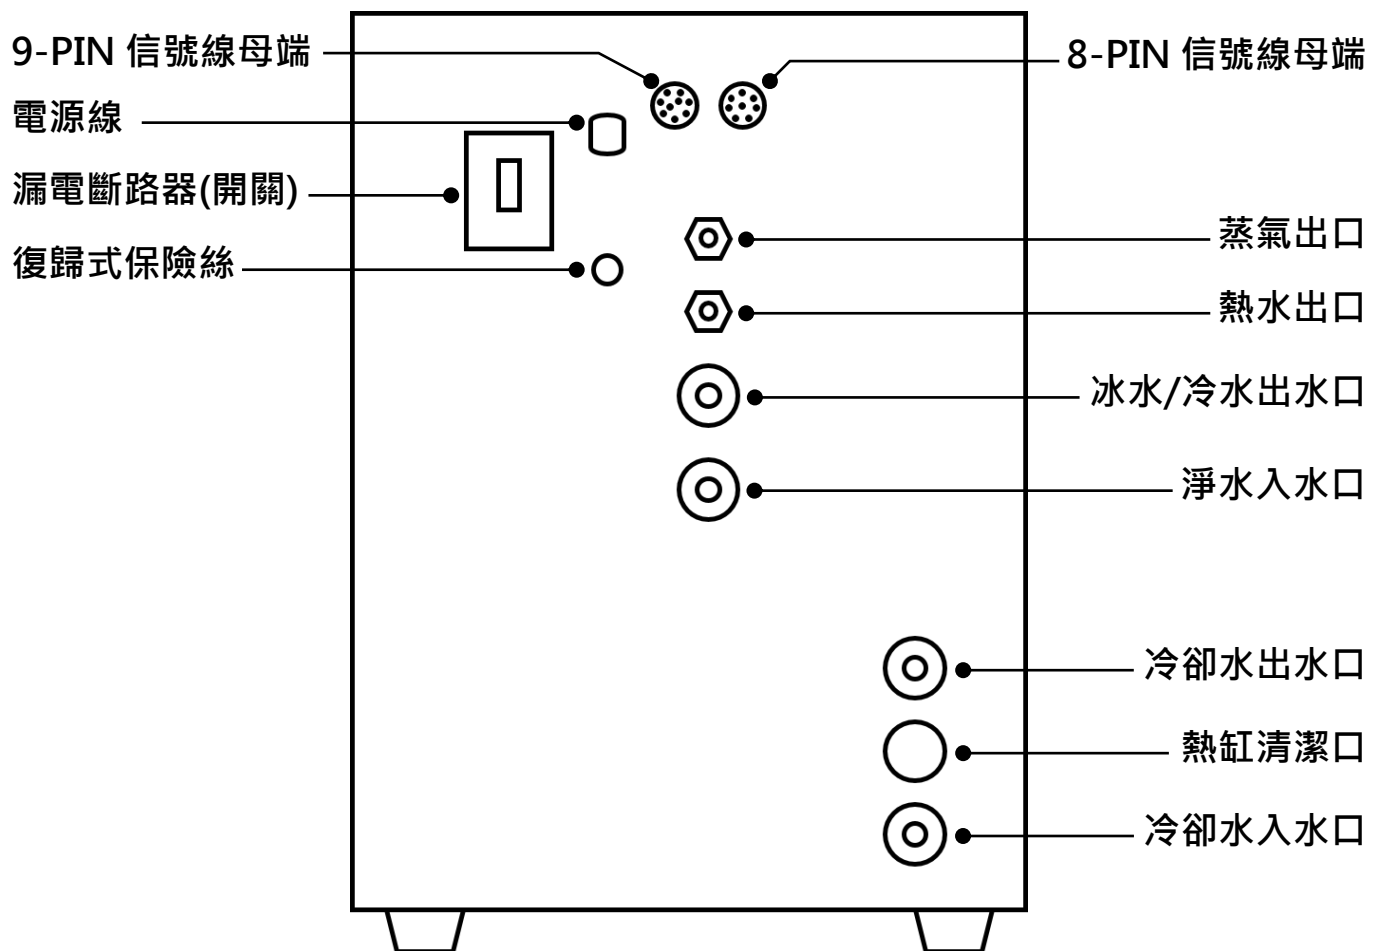 9-PIN 信號線母端
電源線
漏電斷路器(開關)
復歸式保險絲
8-PIN 信號線母端
蒸氣出口
熱水出口
冰水/冷水出水口
淨水入水口
冷卻水出水口
熱缸清潔口
冷卻水入水口